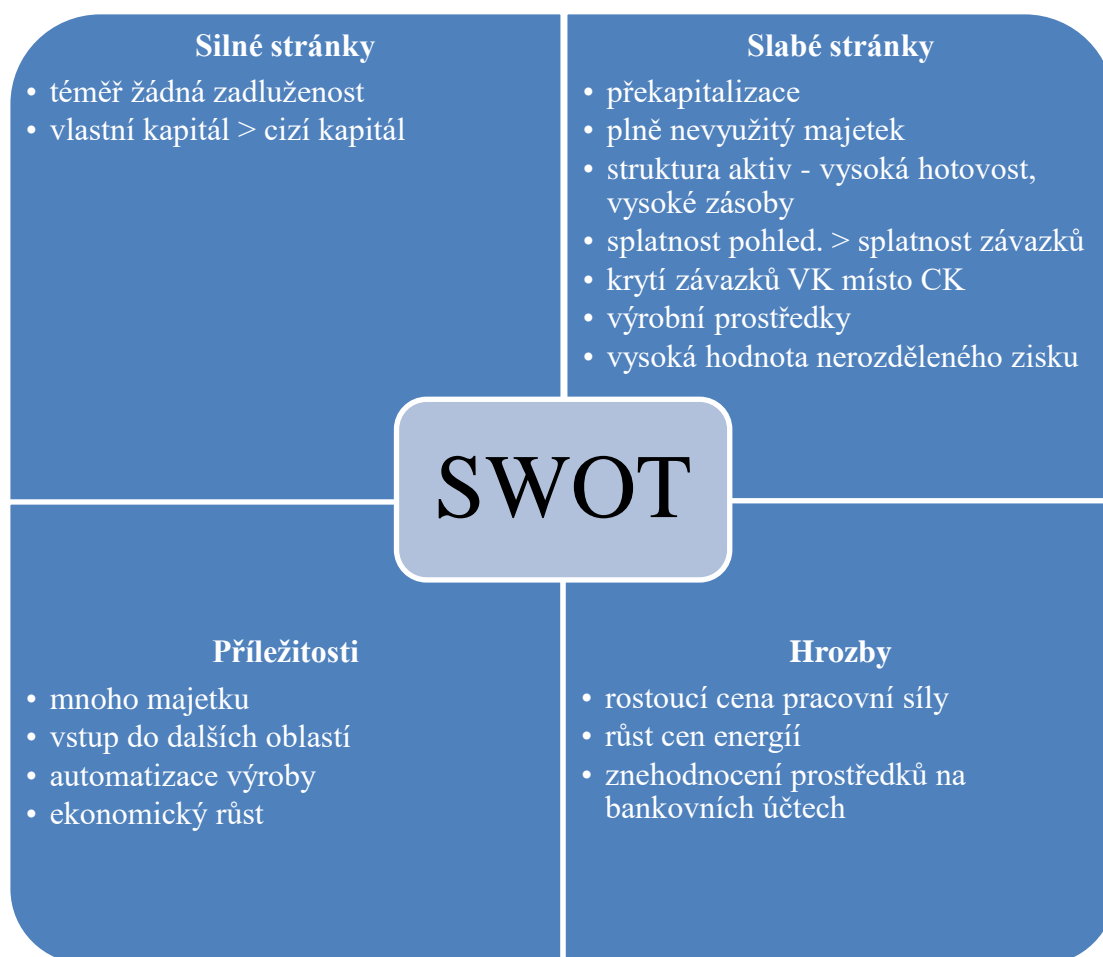 Silné stránky
• téměř žádná zadluženost
• vlastní kapitál > cizí kapitál
Slabé stránky
• překapitalizace
• plně nevyužitý majetek
• struktura aktiv - vysoká hotovost,
vysoké zásoby
• splatnost pohled. > splatnost závazků
• krytí závazků VK místo CK
• výrobní prostředky
• vysoká hodnota nerozděleného zisku
SWOT
Příležitosti
• mnoho majetku
• vstup do dalších oblastí
• automatizace výroby
• ekonomický růst
Hrozby
• rostoucí cena pracovní síly
• růst cen energíí
• znehodnocení prostředků na
bankovních účtech